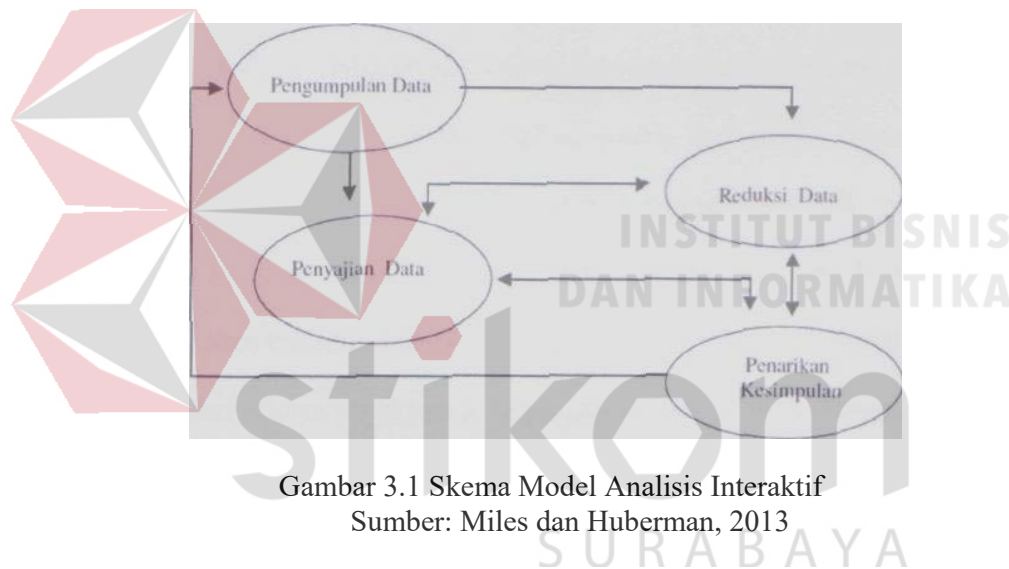 Pengumpulan Data
Reduksi Data
INSTITUT BISNIS
Penyajian Data
DAN INFORMATIKA
Penarikan
Kesimpulan
stikom
Gambar 3.1 Skema Model Analisis Interaktif
Sumber: Miles dan Huberman, 2013
SURABAYA